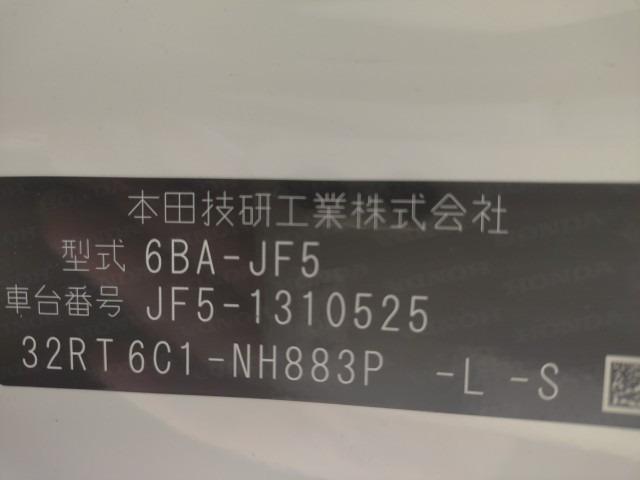 本田技研工業株式会社
型式 6BA-JF5
車台番号 JF5-1310525
32RT6C1-NH883P -L -S